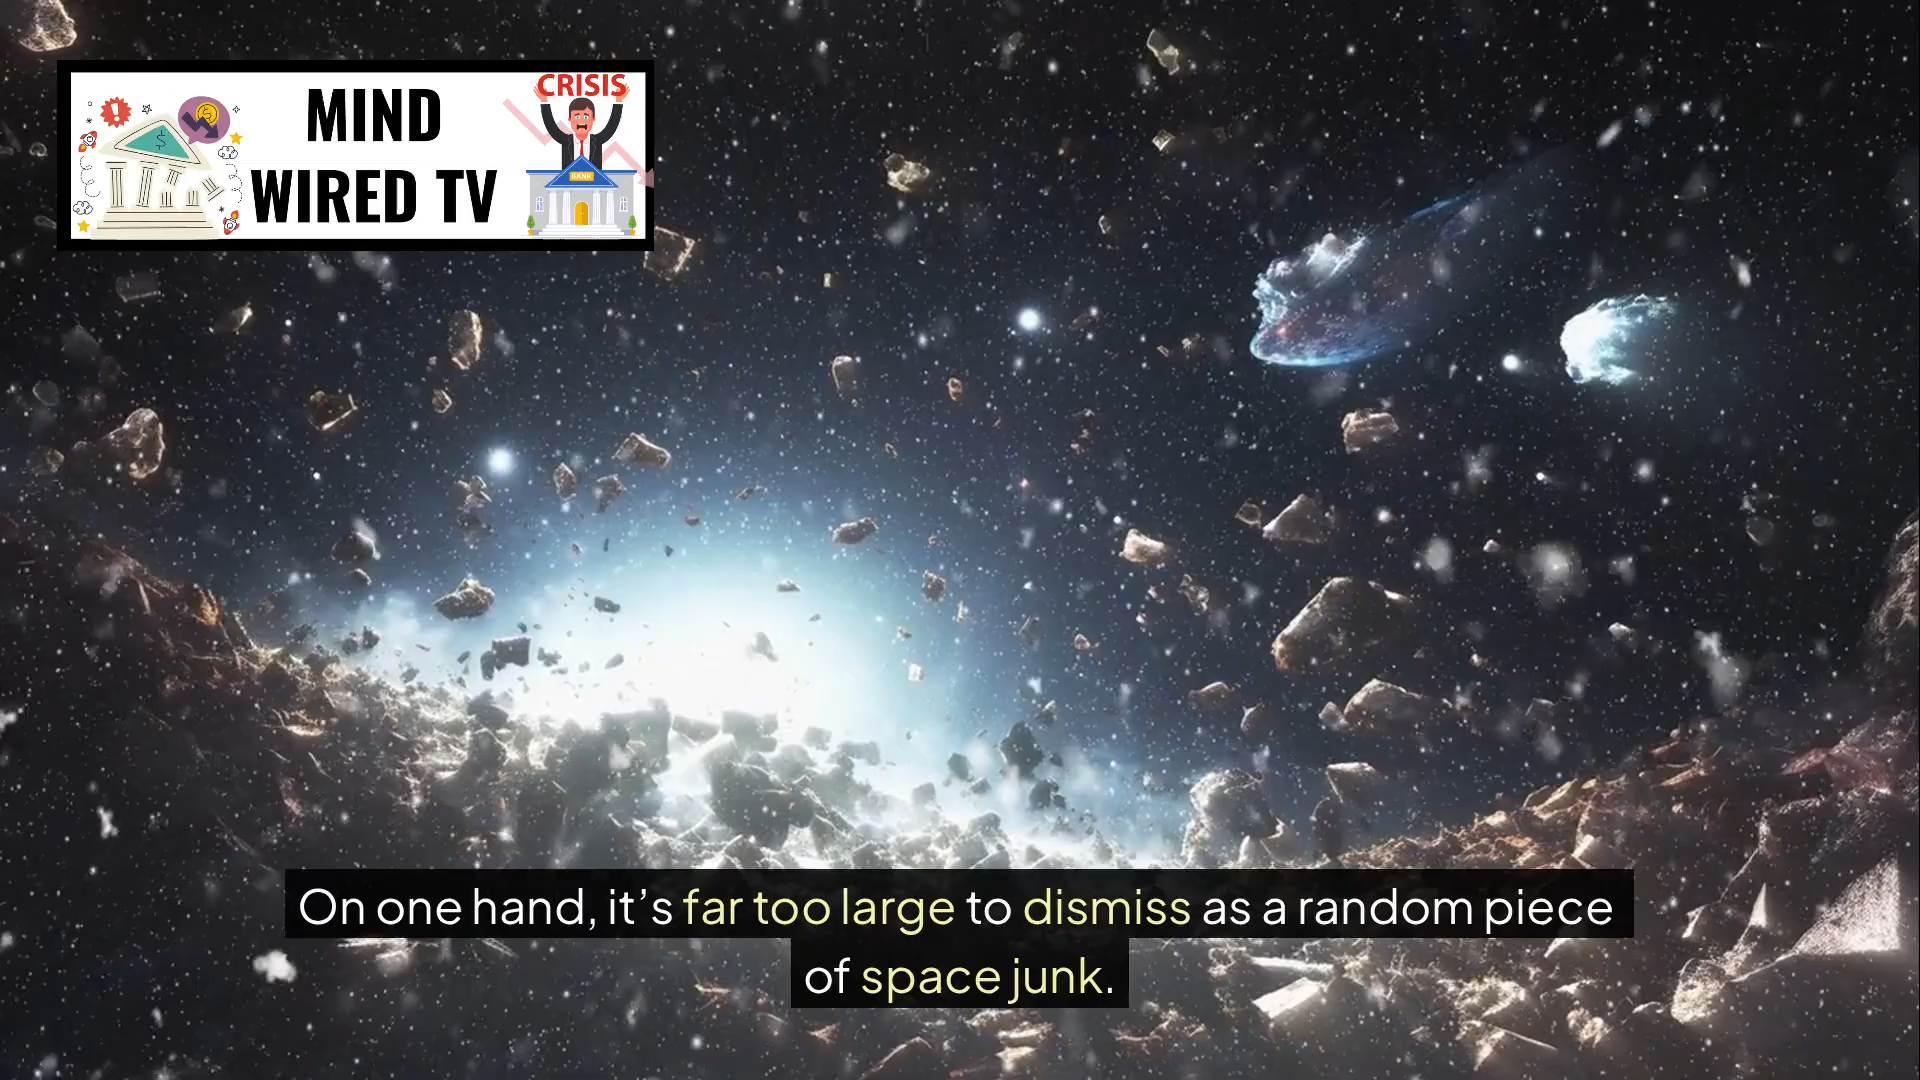 CRISIS
MIND
WIRED TV
BANK
On one hand, it’s far too large to dismiss as a random piece
of space junk.